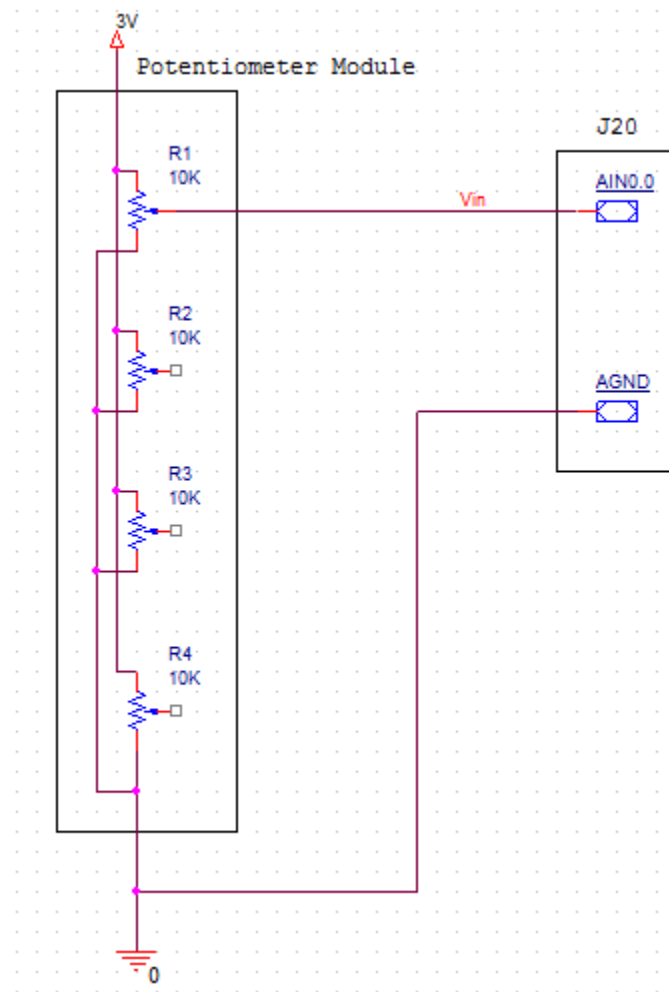 3V
Potentiometer Module
J20
R1
10K
AIN0.0
Vin
R2
10K
AGND
R3
10K
R4
10K
0